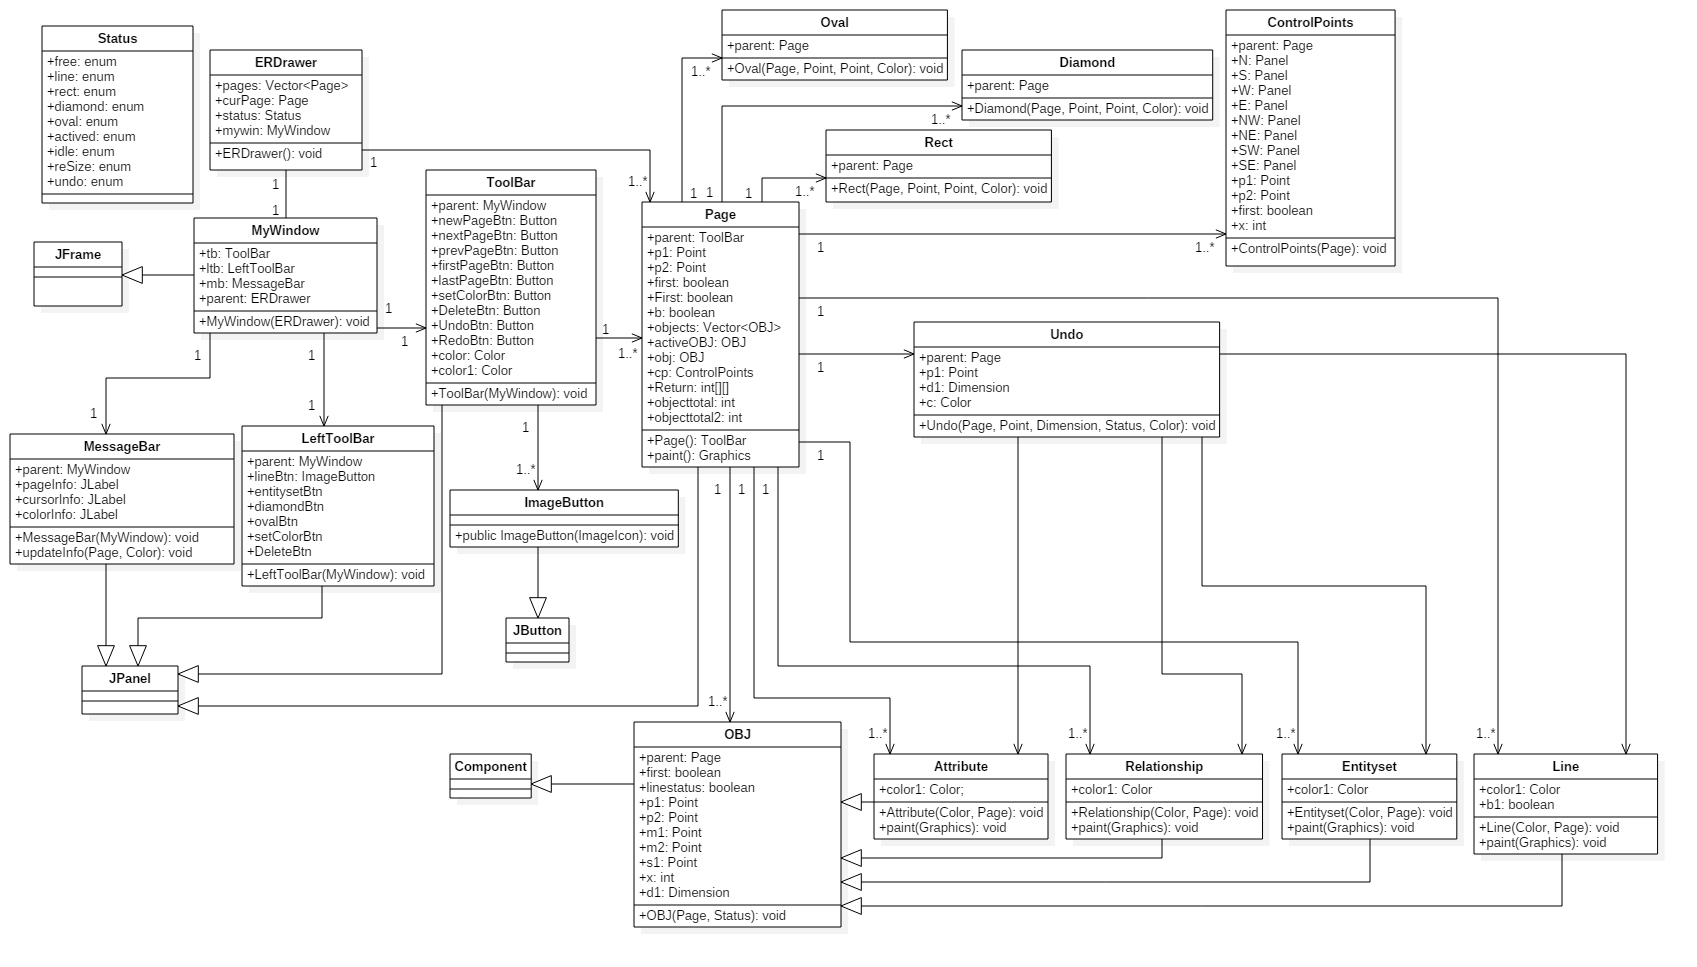 Status
+free: enum
+line: enum
+rect: enum
+diamond: enum
+oval: enum
+actived: enum
+idle: enum
+reSize: enum
+undo: enum
ERDrawer
+pages: Vector<Page>
+curPage: Page
+status: Status
+mywin: MyWindow
+ERDrawer(): void
1
1..*
1
1
JFrame
MyWindow
+tb: ToolBar
+ltb: LeftToolBar
+mb: MessageBar
+parent: ERDrawer
+MyWindow(ERDrawer): void
1
1
1
1
1
1
ToolBar
+parent: MyWindow
+newPageBtn: Button
+nextPageBtn: Button
+prevPageBtn: Button
+firstPageBtn: Button
+lastPageBtn: Button
+setColorBtn: Button
+DeleteBtn: Button
+UndoBtn: Button
+RedoBtn: Button
+color: Color
+color1: Color
+ToolBar(MyWindow): void
1
1..*
1
1..*
MessageBar
+parent: MyWindow
+pageInfo: JLabel
+cursorInfo: JLabel
+colorInfo: JLabel
+MessageBar(MyWindow): void
+updateInfo(Page, Color): void
LeftToolBar
+parent: MyWindow
+lineBtn: ImageButton
+entitysetBtn
+diamondBtn
+ovalBtn
+setColorBtn
+DeleteBtn
+LeftToolBar(MyWindow): void
ImageButton
+public ImageButton(ImageIcon): void
JButton
JPanel
Oval
+parent: Page
+Oval(Page, Point, Point, Color): void
1..*
Diamond
+parent: Page
+Diamond(Page, Point, Point, Color): void
1..*
Rect
+parent: Page
+Rect(Page, Point, Point, Color): void
1..*
1
1
1
ControlPoints
+parent: Page
+N: Panel
+S: Panel
+W: Panel
+E: Panel
+NW: Panel
+NE: Panel
+SW: Panel
+SE: Panel
+p1: Point
+p2: Point
+first: boolean
+x: int
+ControlPoints(Page): void
Page
+parent: ToolBar
+p1: Point
+p2: Point
+first: boolean
+First: boolean
+b: boolean
+objects: Vector<OBJ>
+activeOBJ: OBJ
+obj: OBJ
+cp: ControlPoints
+Return: int[][]
+objecttotal: int
+objecttotal2: int
+Page(): ToolBar
+paint(): Graphics
1
1..*
1
1
1
1
1
1
Undo
+parent: Page
+p1: Point
+d1: Dimension
+c: Color
+Undo(Page, Point, Dimension, Status, Color): void
1..*
1..*
1..*
1..*
1..*
Component
OBJ
+parent: Page
+first: boolean
+linestatus: boolean
+p1: Point
+p2: Point
+m1: Point
+m2: Point
+s1: Point
+x: int
+d1: Dimension
+OBJ(Page, Status): void
Attribute
+color1: Color;
+Attribute(Color, Page): void
+paint(Graphics): void
Relationship
+color1: Color
+Relationship(Color, Page): void
+paint(Graphics): void
Entityset
+color1: Color
+Entityset(Color, Page): void
+paint(Graphics): void
Line
+color1: Color
+b1: boolean
+Line(Color, Page): void
+paint(Graphics): void